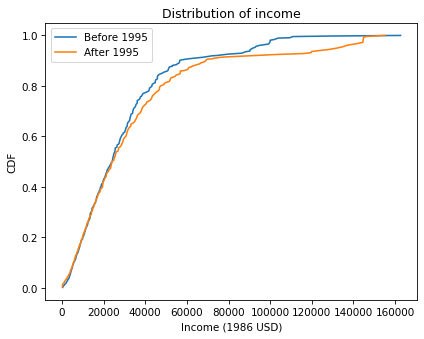 Distribution of income
Before 1995
After 1995
CDF
1.0
0.8
0.6
0.4
0.2
0.0
0 20000 40000 60000 80000 100000 120000 140000 160000
Income (1986 USD)